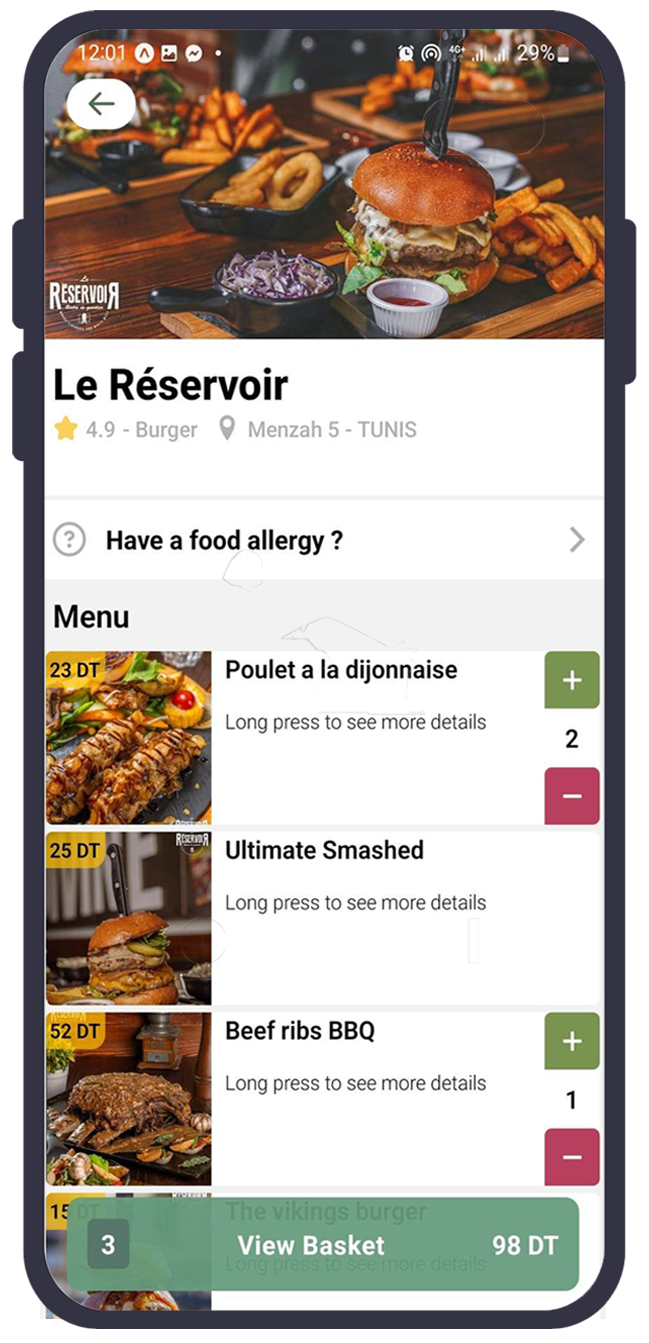 12:01 4G+ 29%
Le
RESERVOIR
Le Réservoir
4.9 - Burger Menzah 5 - TUNIS
? Have a food allergy ?
Menu
23 DT Poulet a la dijonnaise +
Long press to see more details
2
−
RESERVOIR
25 DT Ultimate Smashed
Long press to see more details
52 DT Beef ribs BBQ +
Long press to see more details
1
−
15 DT The vikings burger
3 View Basket 98 DT
Long press to see more details